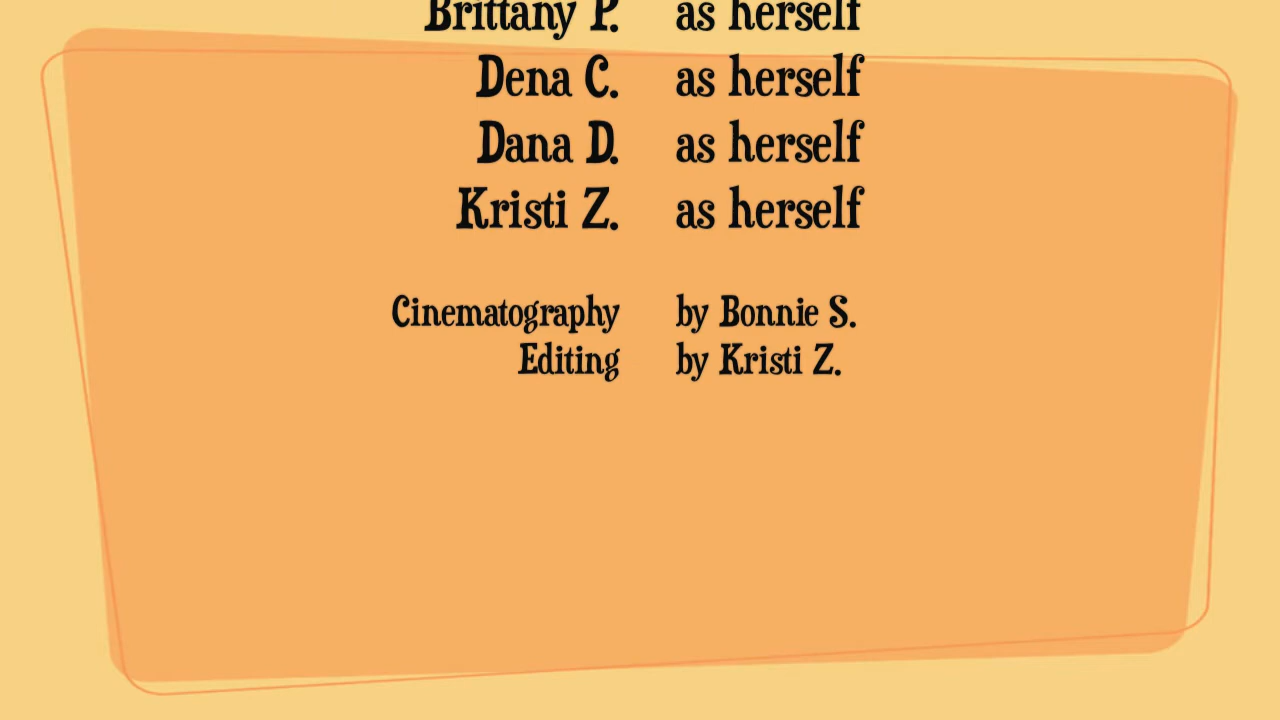 Brittany P. as herself
Dena C. as herself
Dana D. as herself
Kristi Z. as herself
Cinematography by Bonnie S.
Editing by Kristi Z.